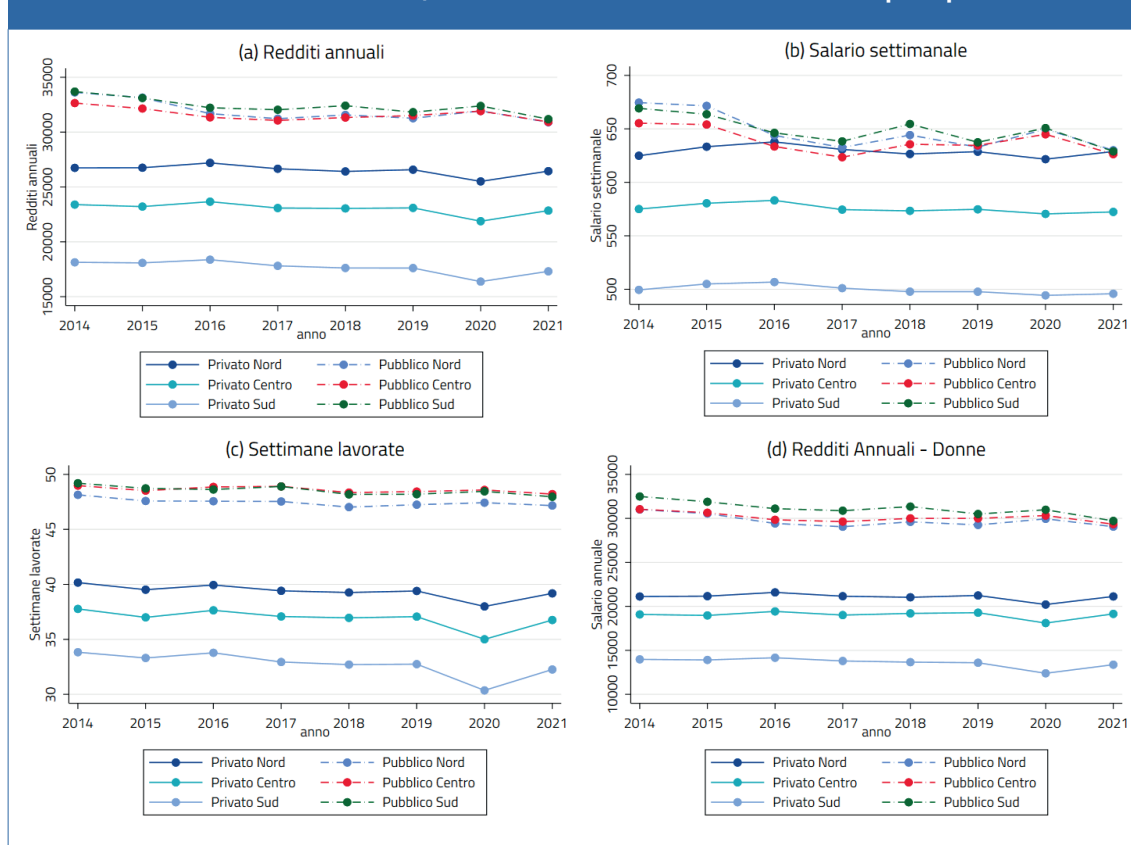 (a) Redditi annuali
Redditi annuali
35000
30000
25000
20000
15000
2014 2015 2016 2017 2018 2019 2020 2021
anno
Privato Nord Pubblico Nord
Privato Centro Pubblico Centro
Privato Sud Pubblico Sud
(b) Salario settimanale
Salario settimanale
700
650
600
550
500
2014 2015 2016 2017 2018 2019 2020 2021
anno
Privato Nord Pubblico Nord
Privato Centro Pubblico Centro
Privato Sud Pubblico Sud
(c) Settimane lavorate
Settimane lavorate
50
45
40
35
30
2014 2015 2016 2017 2018 2019 2020 2021
anno
Privato Nord Pubblico Nord
Privato Centro Pubblico Centro
Privato Sud Pubblico Sud
(d) Redditi Annuali - Donne
Salario annuale
35000
30000
25000
20000
15000
10000
2014 2015 2016 2017 2018 2019 2020 2021
anno
Privato Nord Pubblico Nord
Privato Centro Pubblico Centro
Privato Sud Pubblico Sud